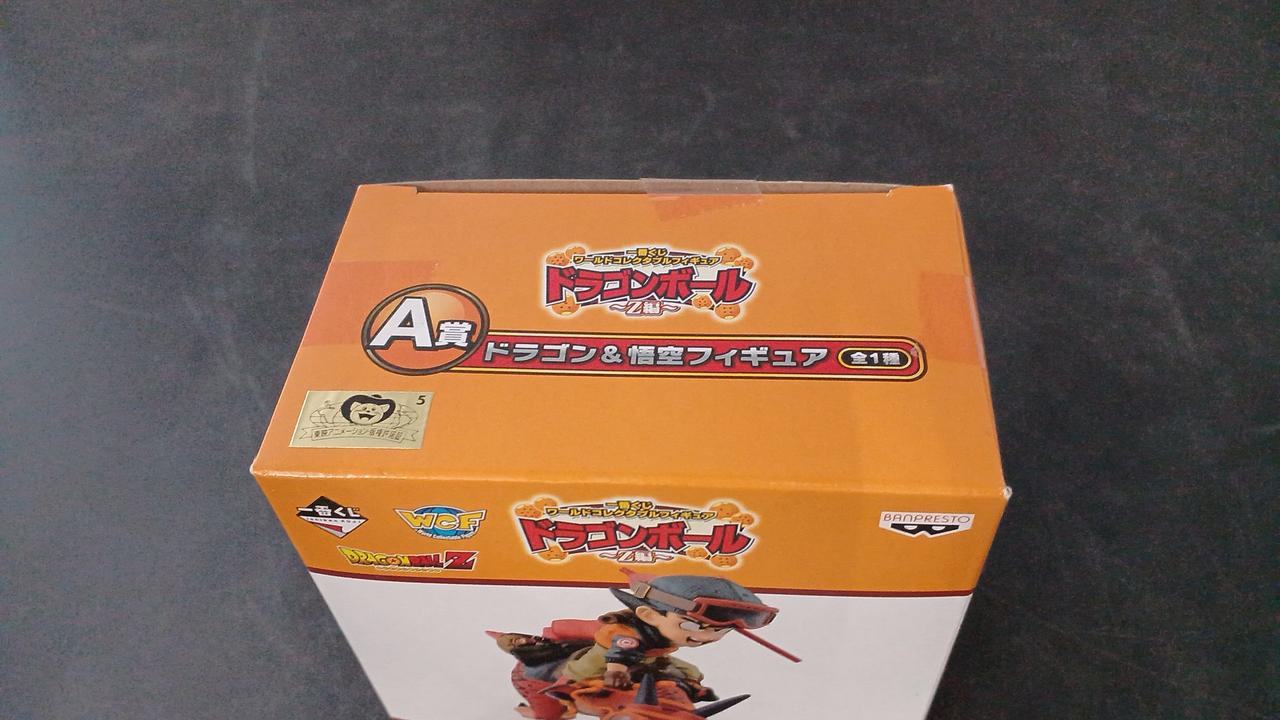 一番くじ
ワールドコレクタブルフィギュア
ドラゴンボール
～Z編～
A賞
ドラゴン&悟空フィギュア 全1種
5
東映アニメーション版権許諾証
一番くじ
WCF
World Collectable Figure
DRAGON BALL Z
一番くじ
ワールドコレクタブルフィギュア
ドラゴンボール
～Z編～
BANPRESTO